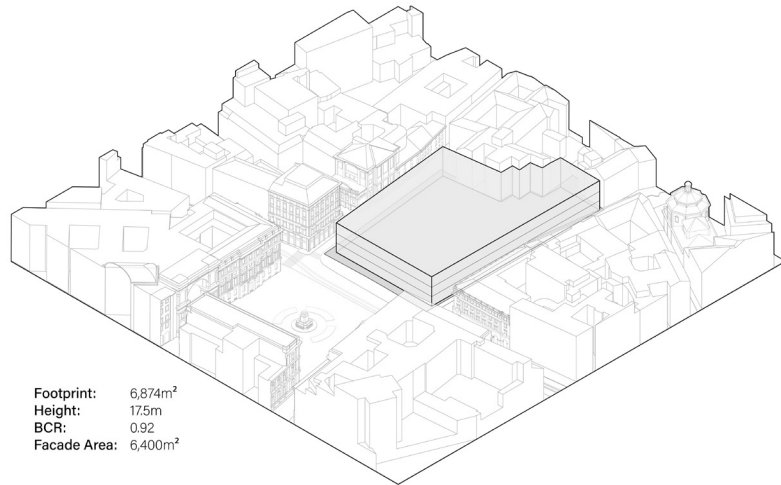 Footprint: 6,874m²
Height: 17.5m
BCR: 0.92
Facade Area: 6,400m²